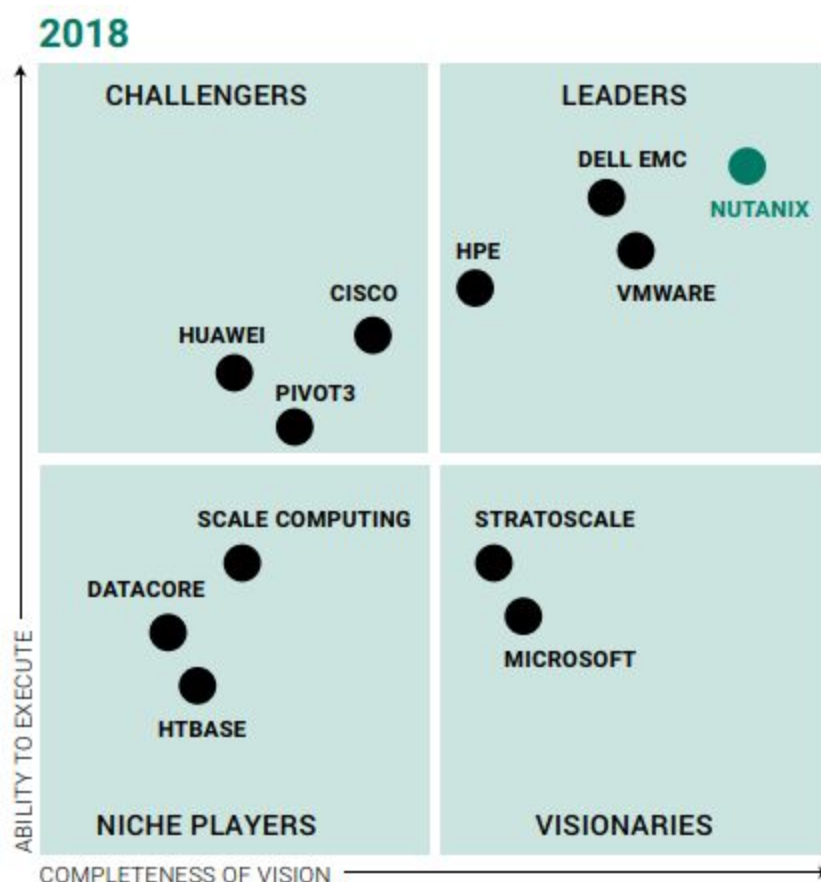 2018
CHALLENGERS
LEADERS
DELL EMC
NUTANIX
HPE
VMWARE
CISCO
HUAWEI
PIVOT3
SCALE COMPUTING
STRATOSCALE
DATACORE
MICROSOFT
HTBASE
NICHE PLAYERS
VISIONARIES
ABILITY TO EXECUTE
COMPLETENESS OF VISION